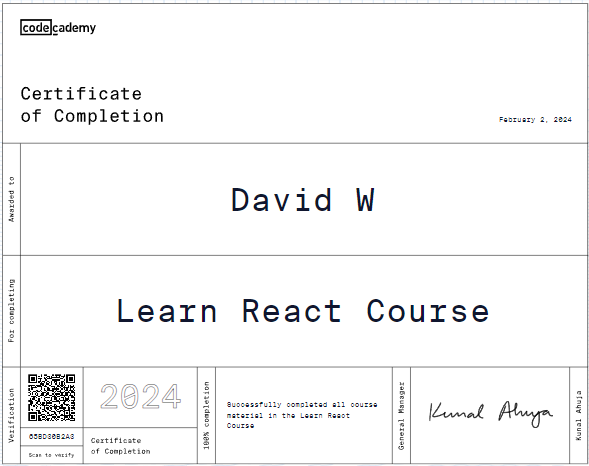 codecademy
Certificate
of Completion
February 2, 2024
Awarded to
David W
For completing
Learn React Course
Verification
65BD30B2A3
Scan to verify
2024
Certificate
of Completion
100% completion
Successfully completed all course
material in the Learn React
Course
General Manager
Kunal Ahuja
Kunal Ahuja